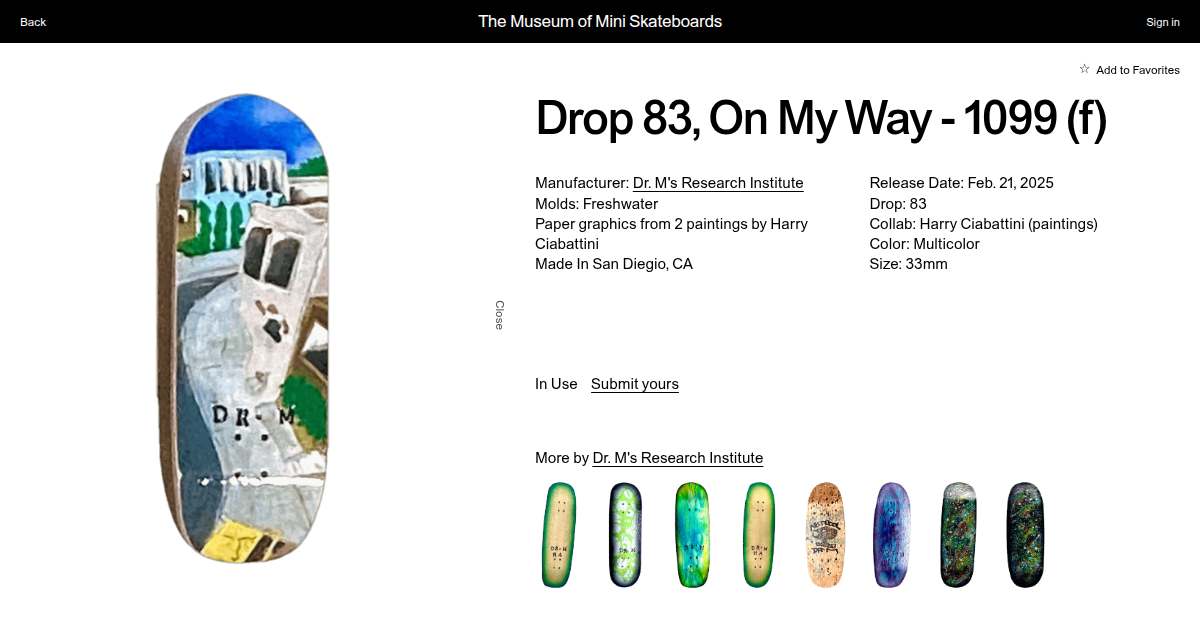 Back
The Museum of Mini Skateboards
Sign in
☆ Add to Favorites
Drop 83, On My Way - 1099 (f)
Manufacturer: Dr. M's Research Institute
Molds: Freshwater
Paper graphics from 2 paintings by Harry
Ciabattini
Made In San Diegio, CA
Release Date: Feb. 21, 2025
Drop: 83
Collab: Harry Ciabattini (paintings)
Color: Multicolor
Size: 33mm
Close
DR. M
In Use Submit yours
More by Dr. M's Research Institute